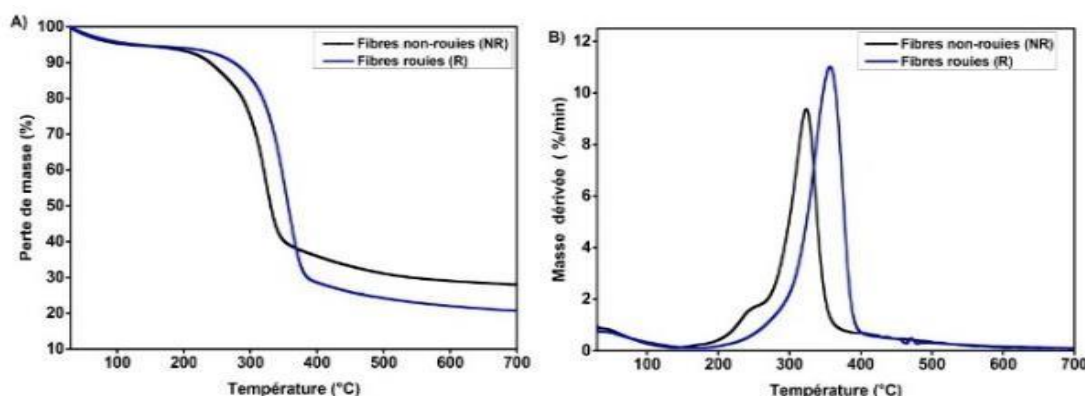 A)
Fibres non-rouies (NR)
Fibres rouies (R)
Perte de masse (%)
100
90
80
70
60
50
40
30
20
10
100 200 300 400 500 600 700
Température (°C)
B)
Fibres non-rouies (NR)
Fibres rouies (R)
Masse dérivée ( %/min)
12
10
8
6
4
2
0
100 200 300 400 500 600 700
Température (°C)